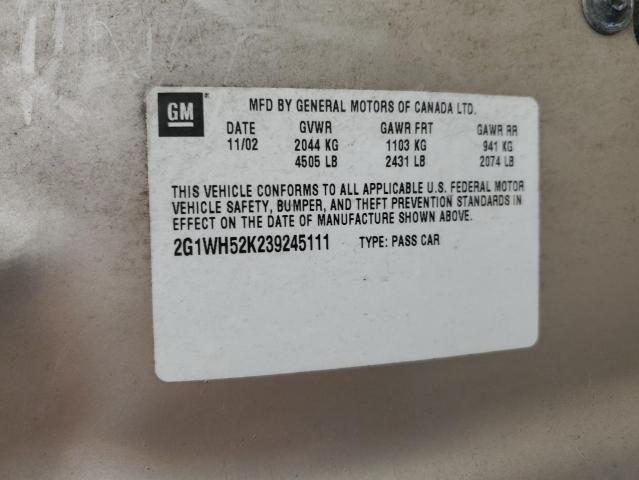 GM
MFD BY GENERAL MOTORS OF CANADA LTD.
DATE GVWR GAWR FRT GAWR RR
11/02 2044 KG 1103 KG 941 KG
4505 LB 2431 LB 2074 LB
THIS VEHICLE CONFORMS TO ALL APPLICABLE U.S. FEDERAL MOTOR
VEHICLE SAFETY, BUMPER, AND THEFT PREVENTION STANDARDS IN
EFFECT ON THE DATE OF MANUFACTURE SHOWN ABOVE.
2G1WH52K239245111 TYPE: PASS CAR